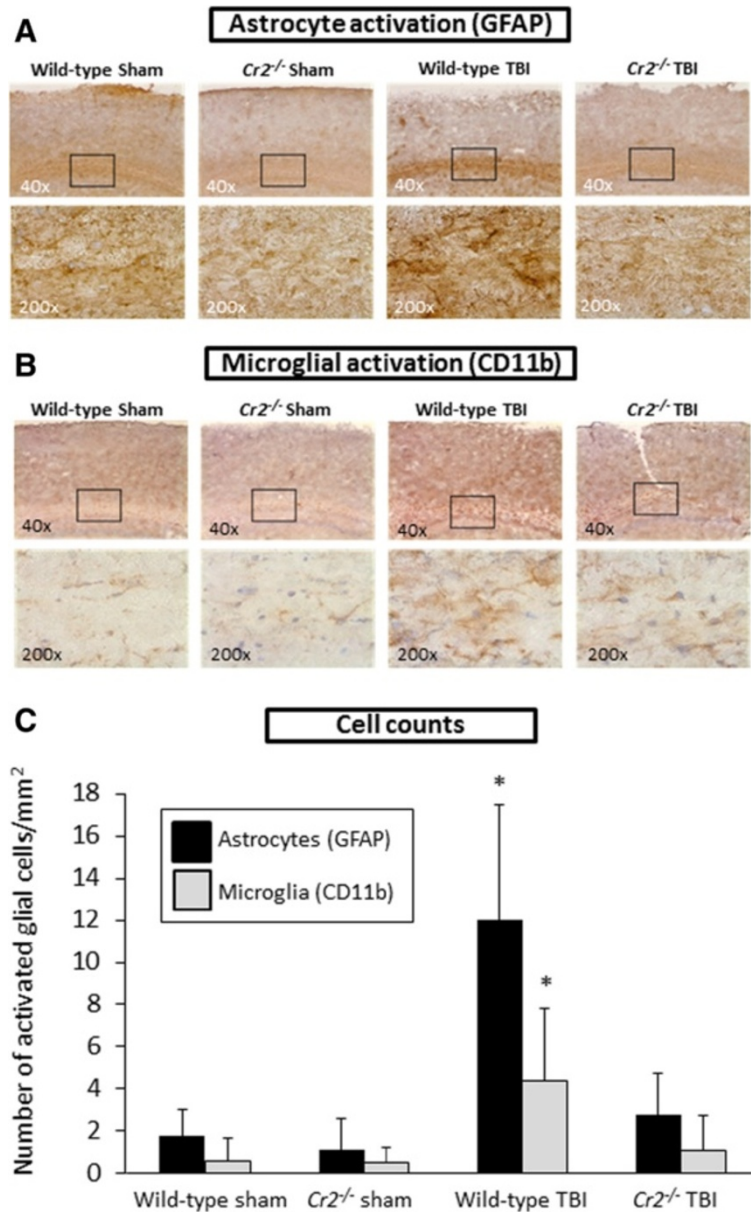 A
Astrocyte activation (GFAP)
Wild-type Sham Cr2-/- Sham Wild-type TBI Cr2-/- TBI
40x 40x 40x 40x
200x 200x 200x 200x
B
Microglial activation (CD11b)
Wild-type Sham Cr2-/- Sham Wild-type TBI Cr2-/- TBI
40x 40x 40x 40x
200x 200x 200x 200x
C
Cell counts
Number of activated glial cells/mm2
18
16
14
12
10
8
6
4
2
0
Astrocytes (GFAP)
Microglia (CD11b)
*
*
Wild-type sham Cr2-/- sham Wild-type TBI Cr2-/- TBI